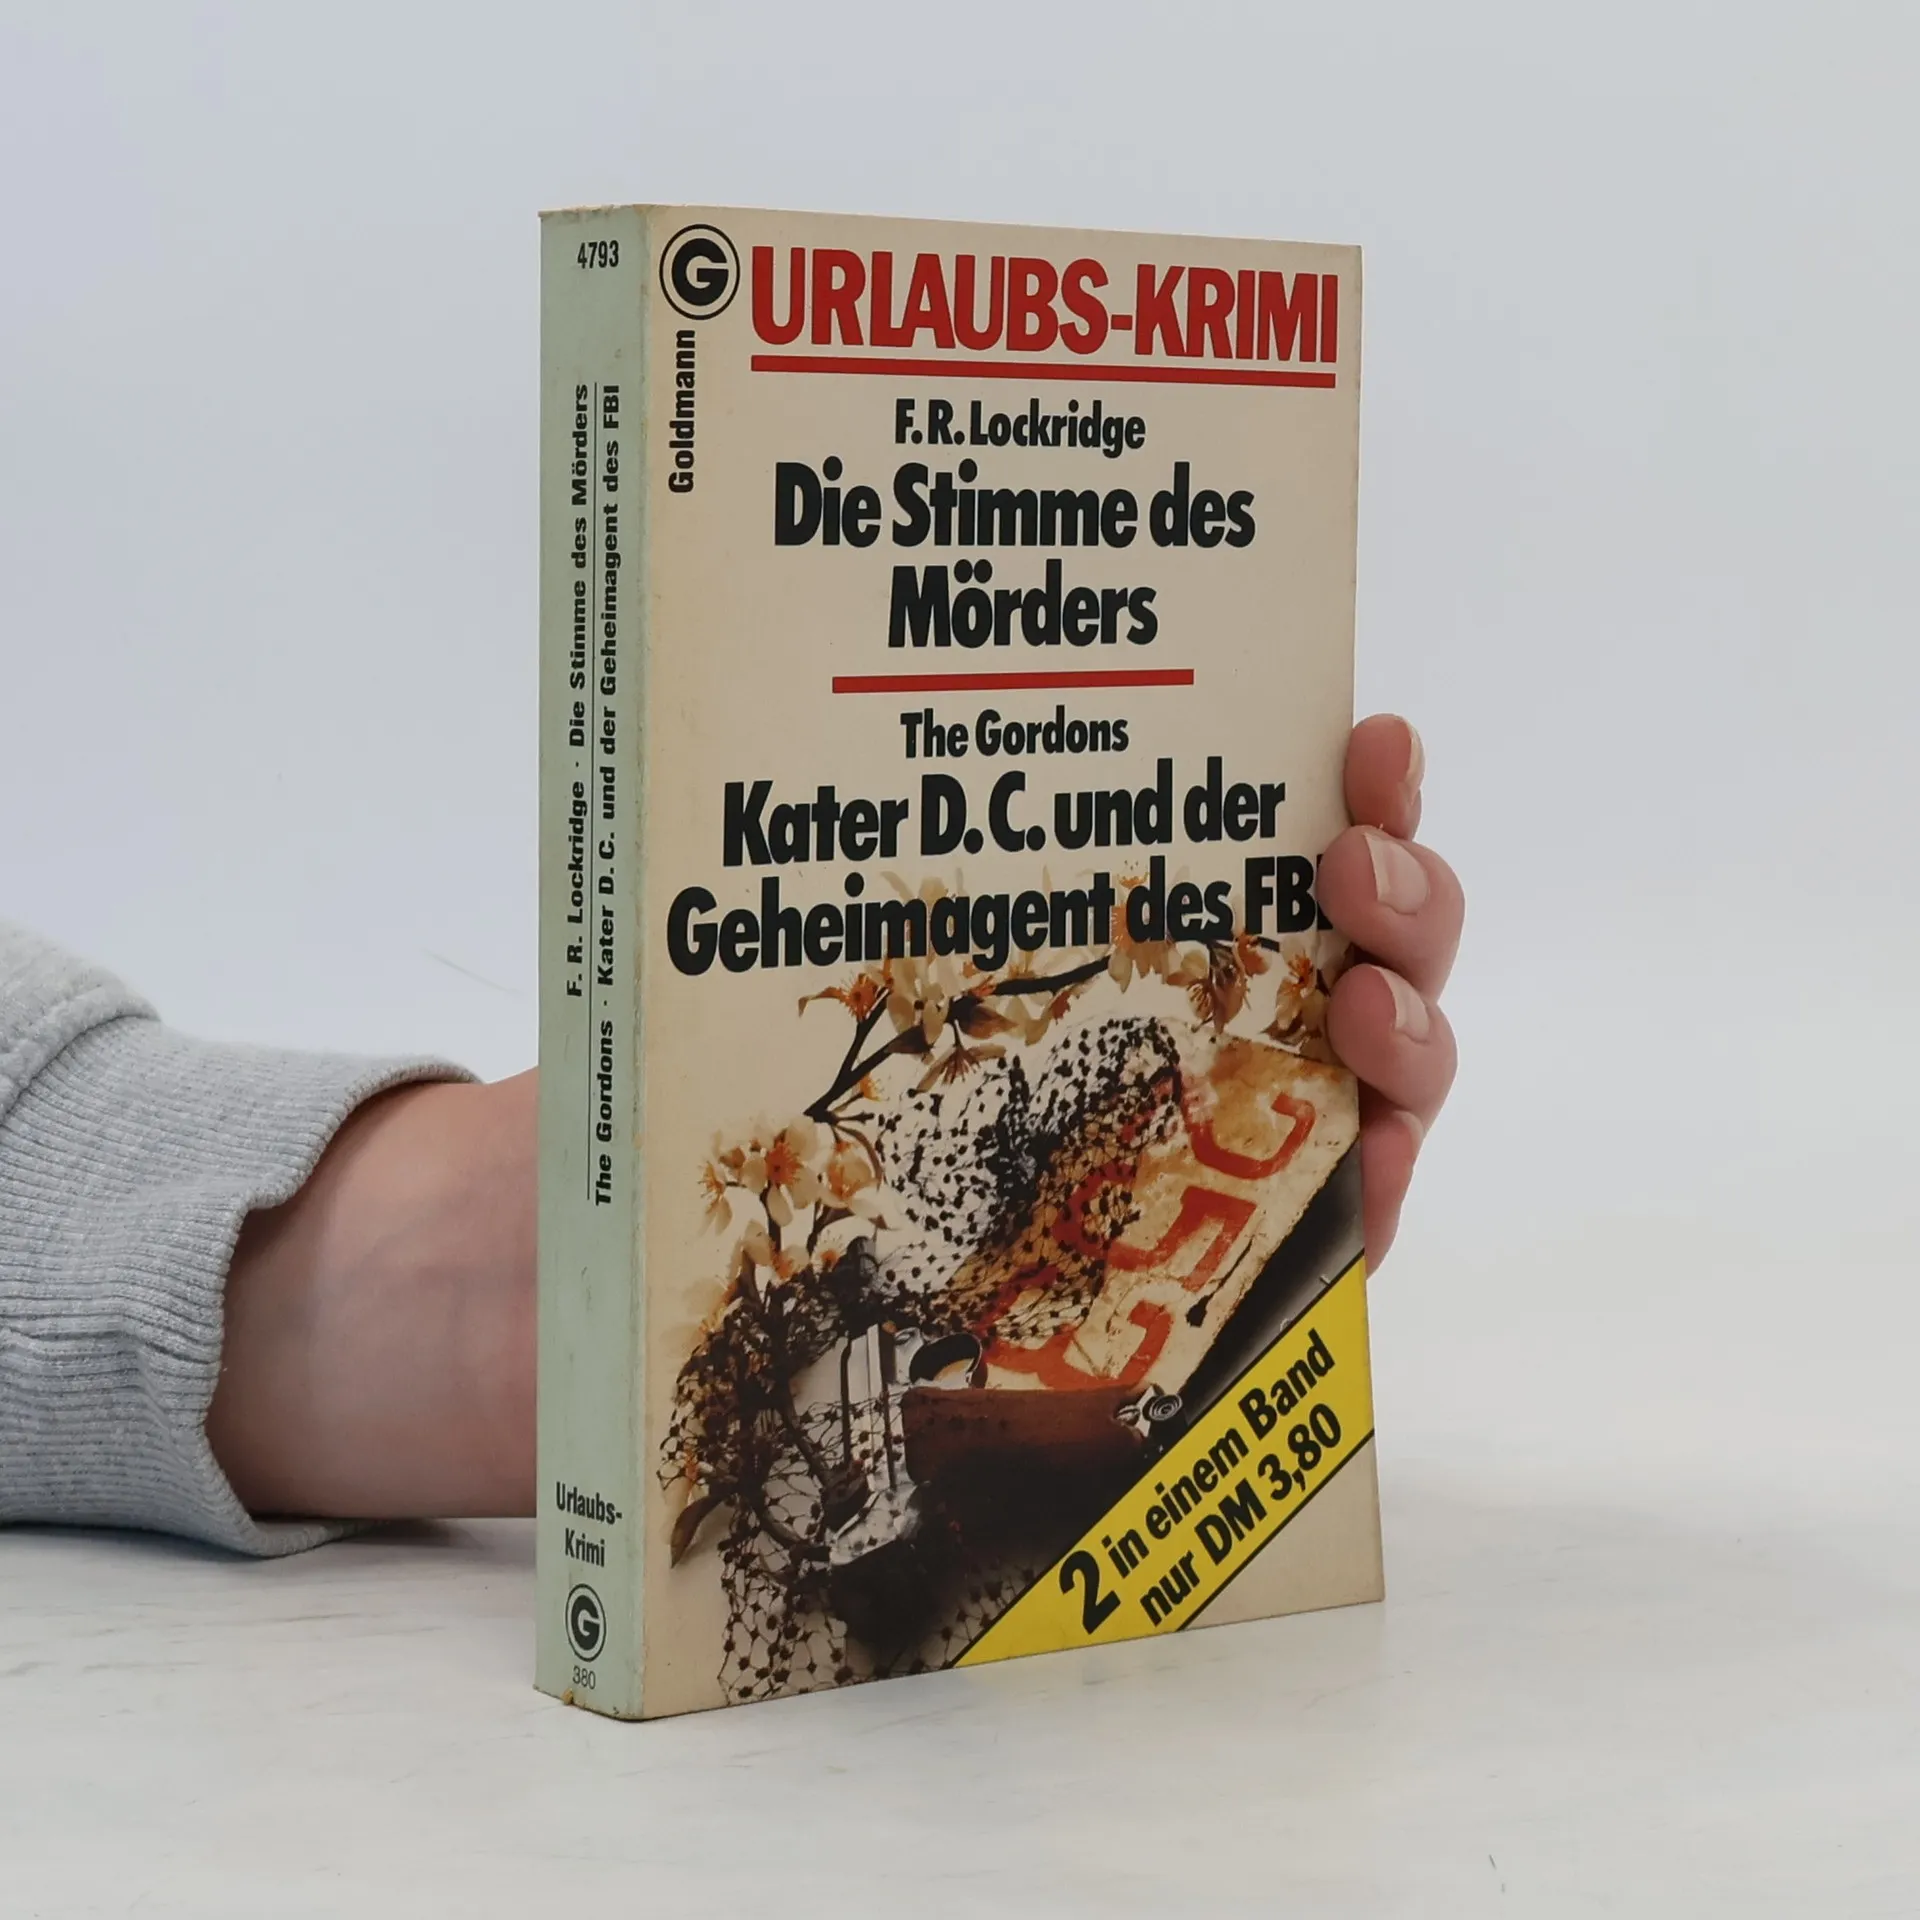 4793
F. R. Lockridge · Die Stimme des Mörders
The Gordons · Kater D. C. und der Geheimagent des FBI
Urlaubs-
Krimi
G
380
G
Goldmann
URLAUBS-KRIMI
F. R. Lockridge
Die Stimme des
Mörders
The Gordons
Kater D. C. und der
Geheimagent des FBI
2 in einem Band
nur DM 3,80